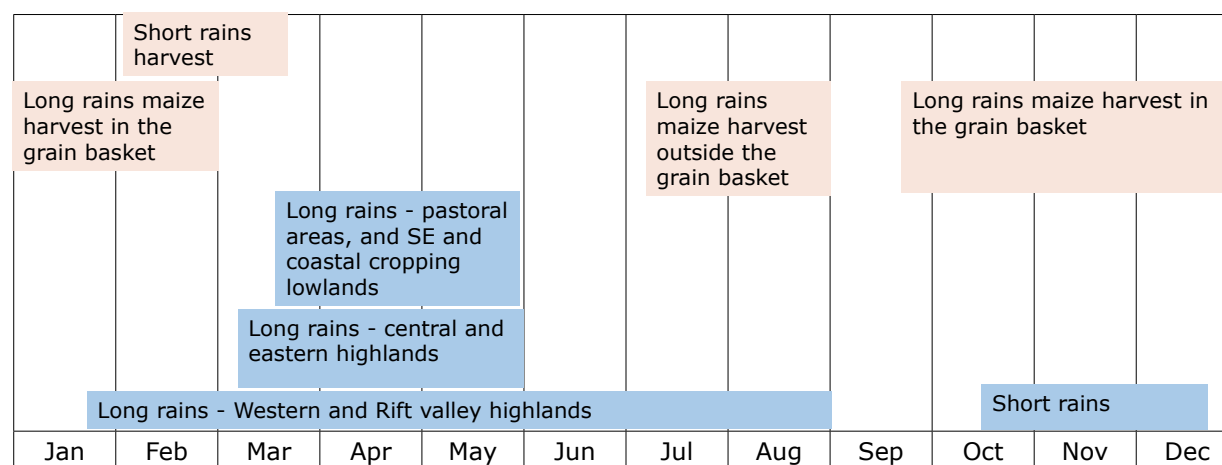 Short rains
harvest
Long rains maize
harvest in the
grain basket
Long rains
maize harvest
outside the
grain basket
Long rains maize harvest in
the grain basket
Long rains - pastoral
areas, and SE and
coastal cropping
lowlands
Long rains - central and
eastern highlands
Long rains - Western and Rift valley highlands
Short rains
Jan Feb Mar Apr May Jun Jul Aug Sep Oct Nov Dec